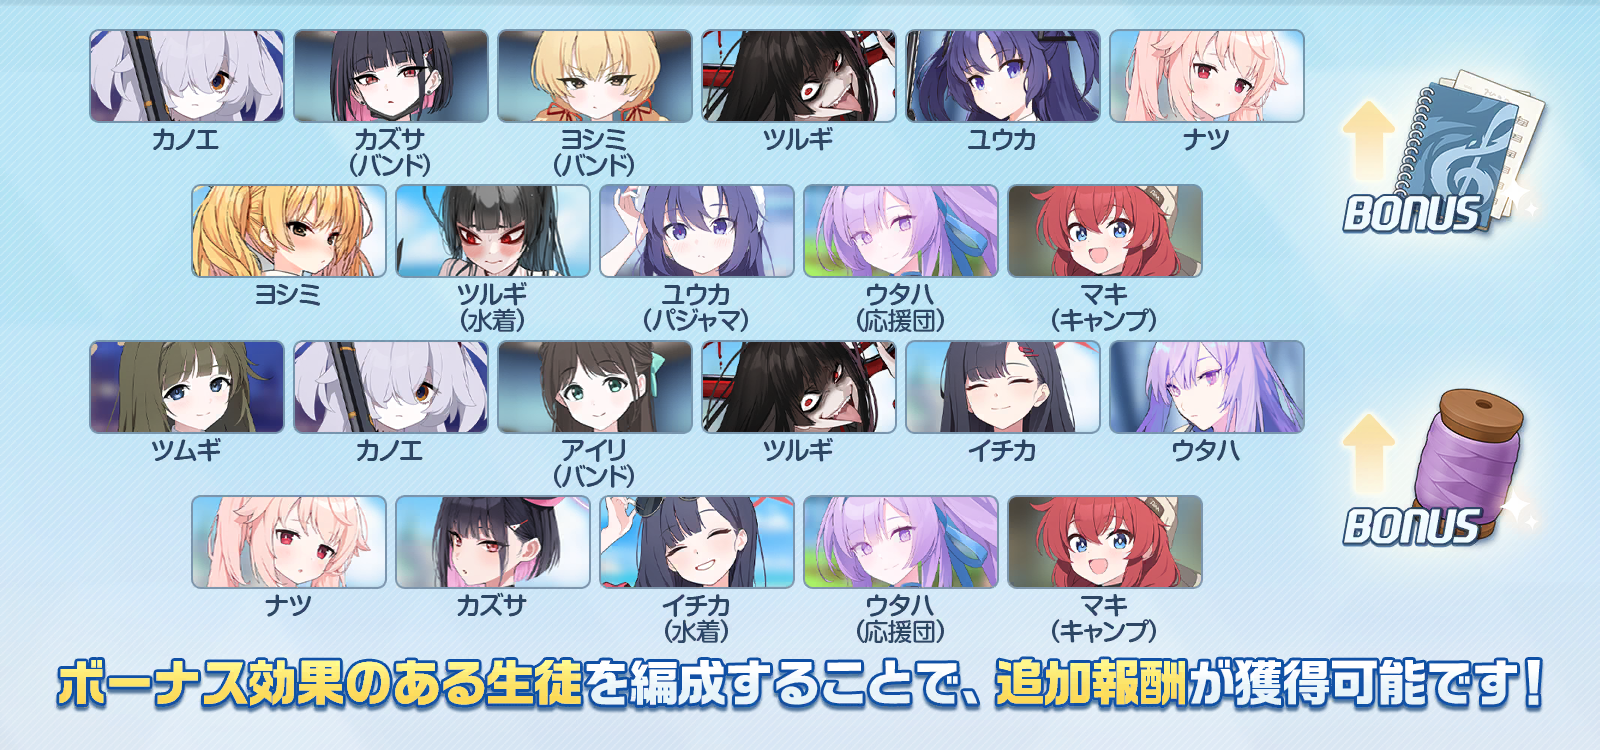 カノエ
カズサ
(バンド)
ヨシミ
(バンド)
ツルギ
ユウカ
ナツ
BONUS
ヨシミ
ツルギ
(水着)
ユウカ
(パジャマ)
ウタハ
(応援団)
マキ
(キャンプ)
ツムギ
カノエ
アイリ
(バンド)
ツルギ
イチカ
ウタハ
BONUS
ナツ
カズサ
イチカ
(水着)
ウタハ
(応援団)
マキ
(キャンプ)
ボーナス効果のある生徒を編成することで、追加報酬が獲得可能です!